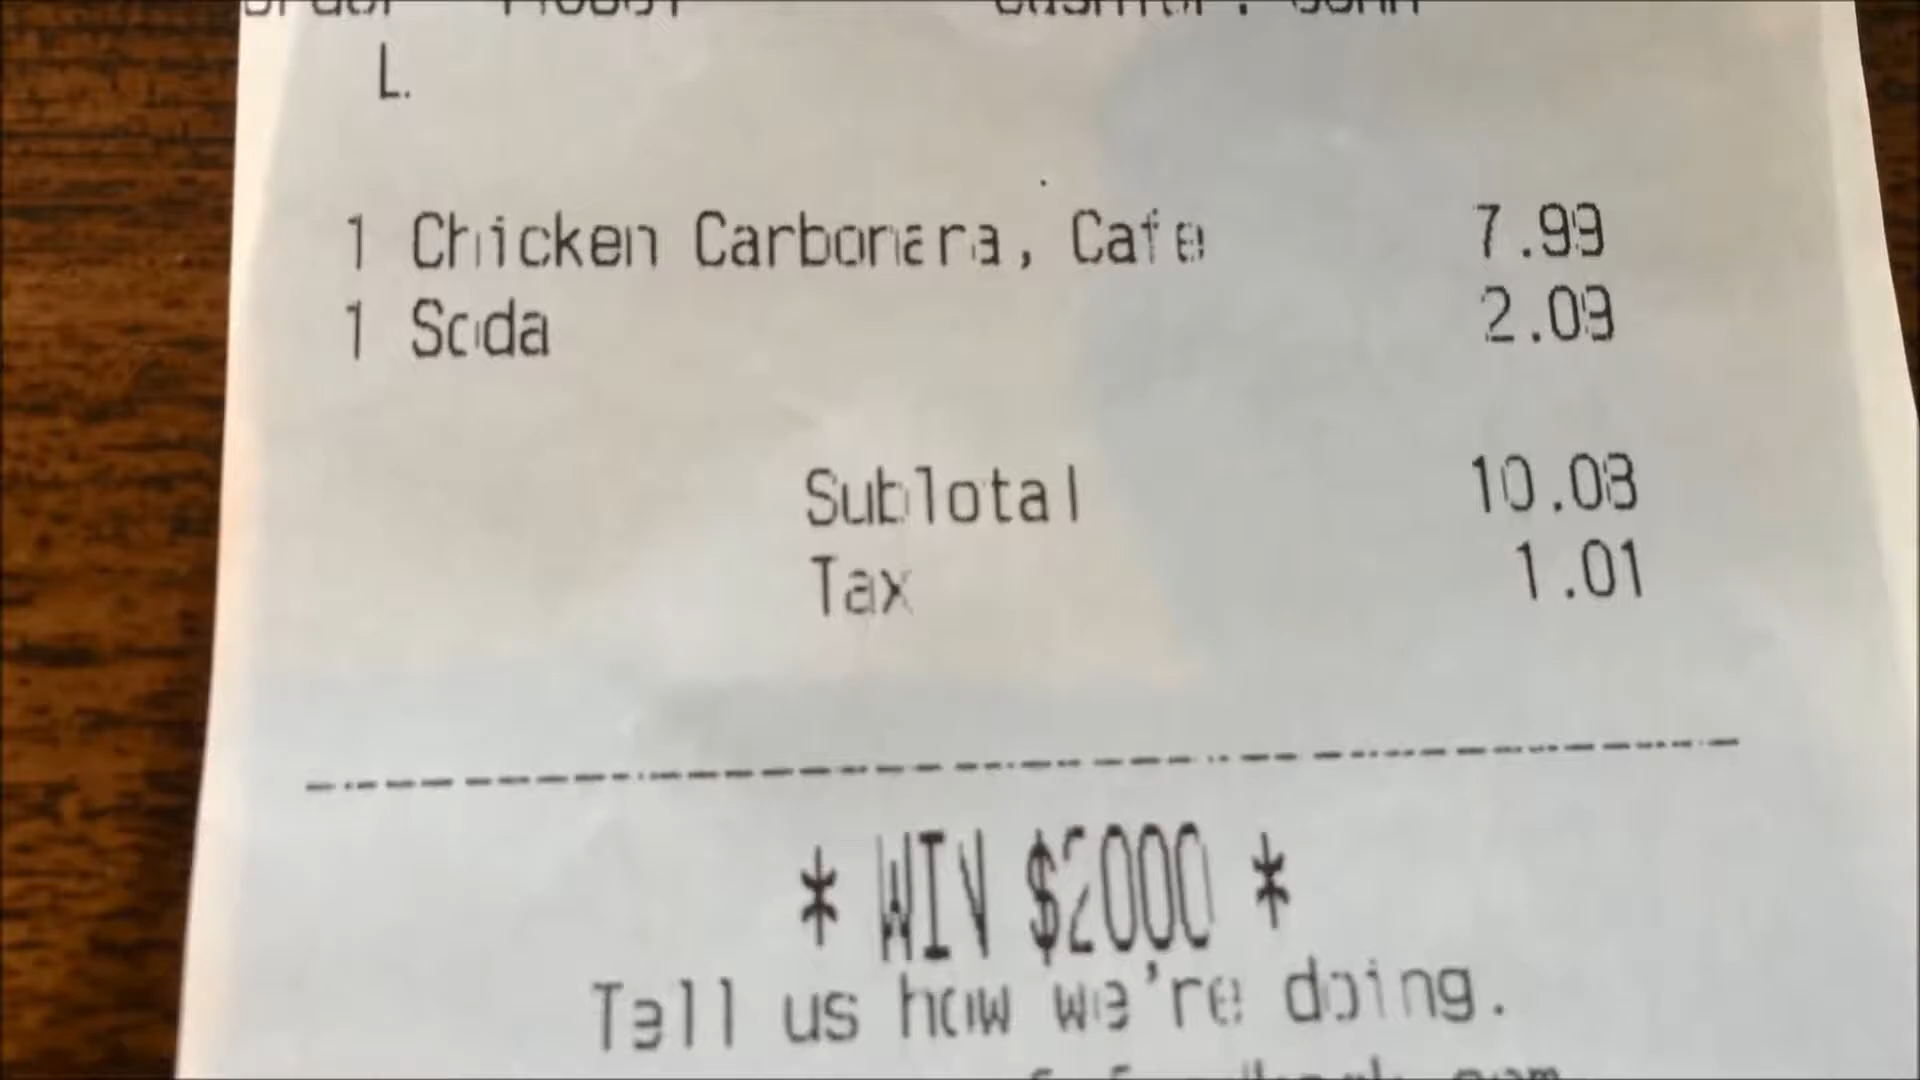 L.
1 Chicken Carbonara, Cafe 7.99
1 Soda 2.09
Subtotal 10.08
Tax 1.01
* WIN $2000 *
Tell us how we're doing.